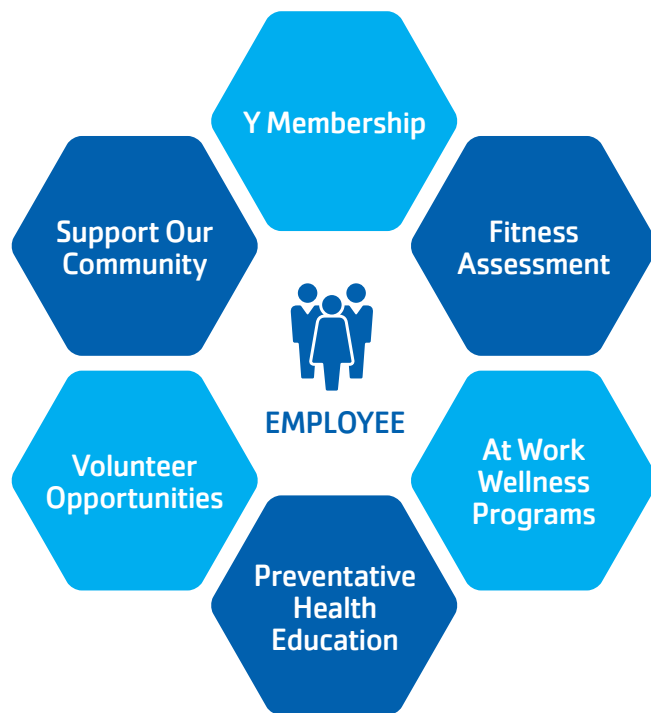 Y Membership
Fitness
Assessment
At Work
Wellness
Programs
Preventative
Health
Education
Volunteer
Opportunities
Support Our
Community
EMPLOYEE